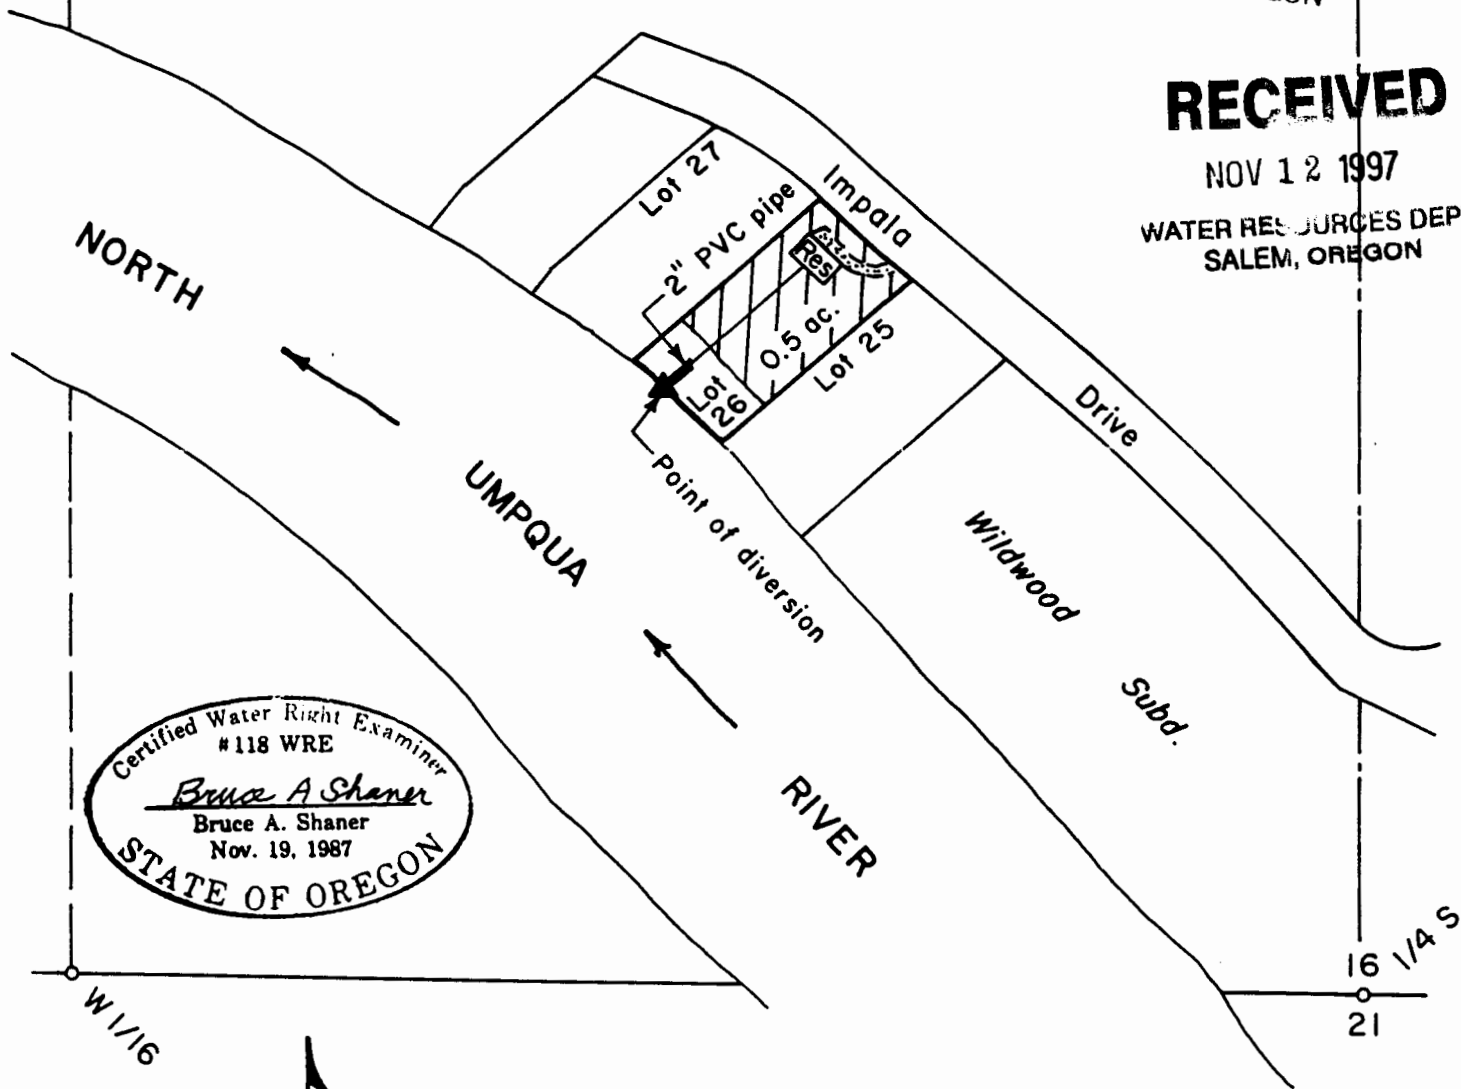 RECEIVED
NOV 12 1997
WATER RESOURCES DEP
SALEM, OREGON
Impala
Drive
Lot 27
2" PVC pipe
Res
0.5 ac.
Lot 25
Lot
26
Point of diversion
NORTH
UMPQUA
RIVER
Wildwood
Subd.
Certified Water Right Examiner
#118 WRE
Bruce A Shaner
Bruce A. Shaner
Nov. 19, 1987
STATE OF OREGON
W 1/16
16 1/4 S
21